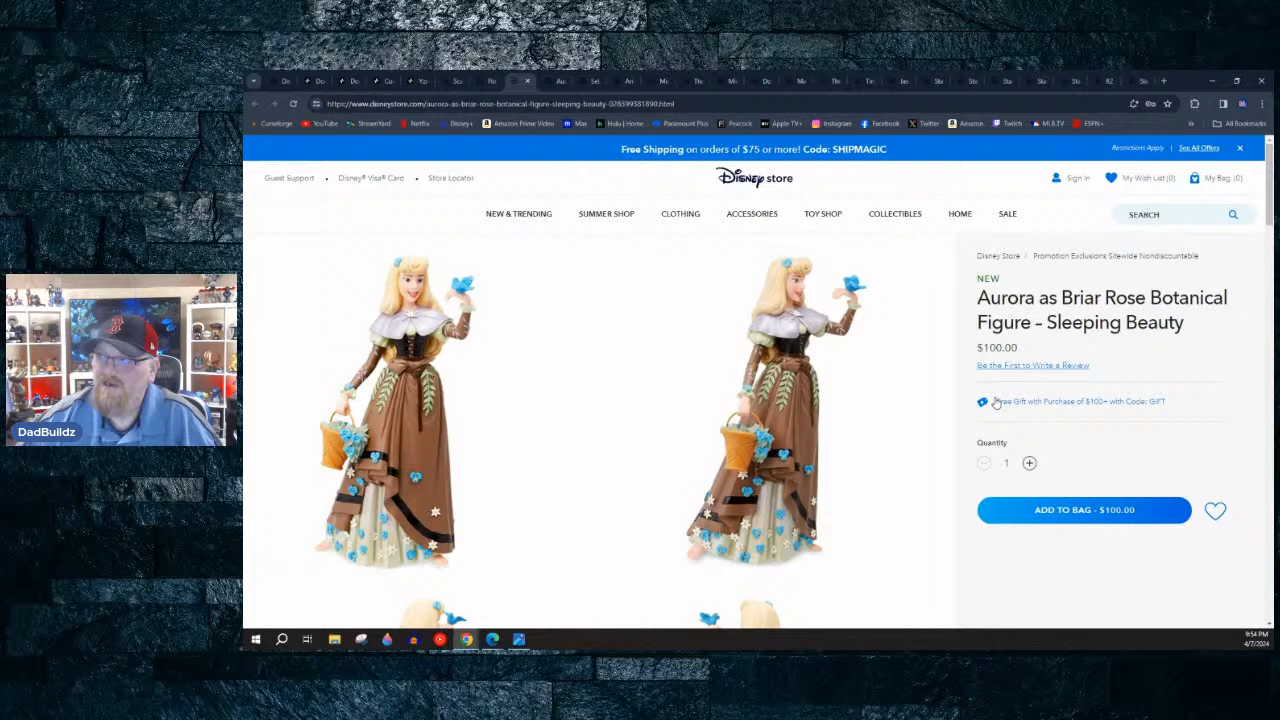 https://www.disneystore.com/aurora-as-briar-rose-botanical-figure-sleeping-beauty-028399381890.html
Curseforge YouTube StreamYard Netflix Disney+ Amazon Prime Video Max Hulu | Home Paramount Plus Peacock Apple TV+ Instagram Facebook Twitter Amazon Twitch MLB.TV ESPN+ » All Bookmarks
Free Shipping on orders of $75 or more! Code: SHIPMAGIC Restrictions Apply See All Offers
Guest Support • Disney® Visa® Card • Store Locator Disney store Sign In My Wish List (0) My Bag (0)
NEW & TRENDING SUMMER SHOP CLOTHING ACCESSORIES TOY SHOP COLLECTIBLES HOME SALE SEARCH
Disney Store / Promotion Exclusions Sitewide Nondiscountable
NEW
Aurora as Briar Rose Botanical
Figure – Sleeping Beauty
$100.00
Be the First to Write a Review
Free Gift with Purchase of $100+ with Code: GIFT
Quantity
1
ADD TO BAG - $100.00
DadBuildz
9:54 PM
4/7/2024